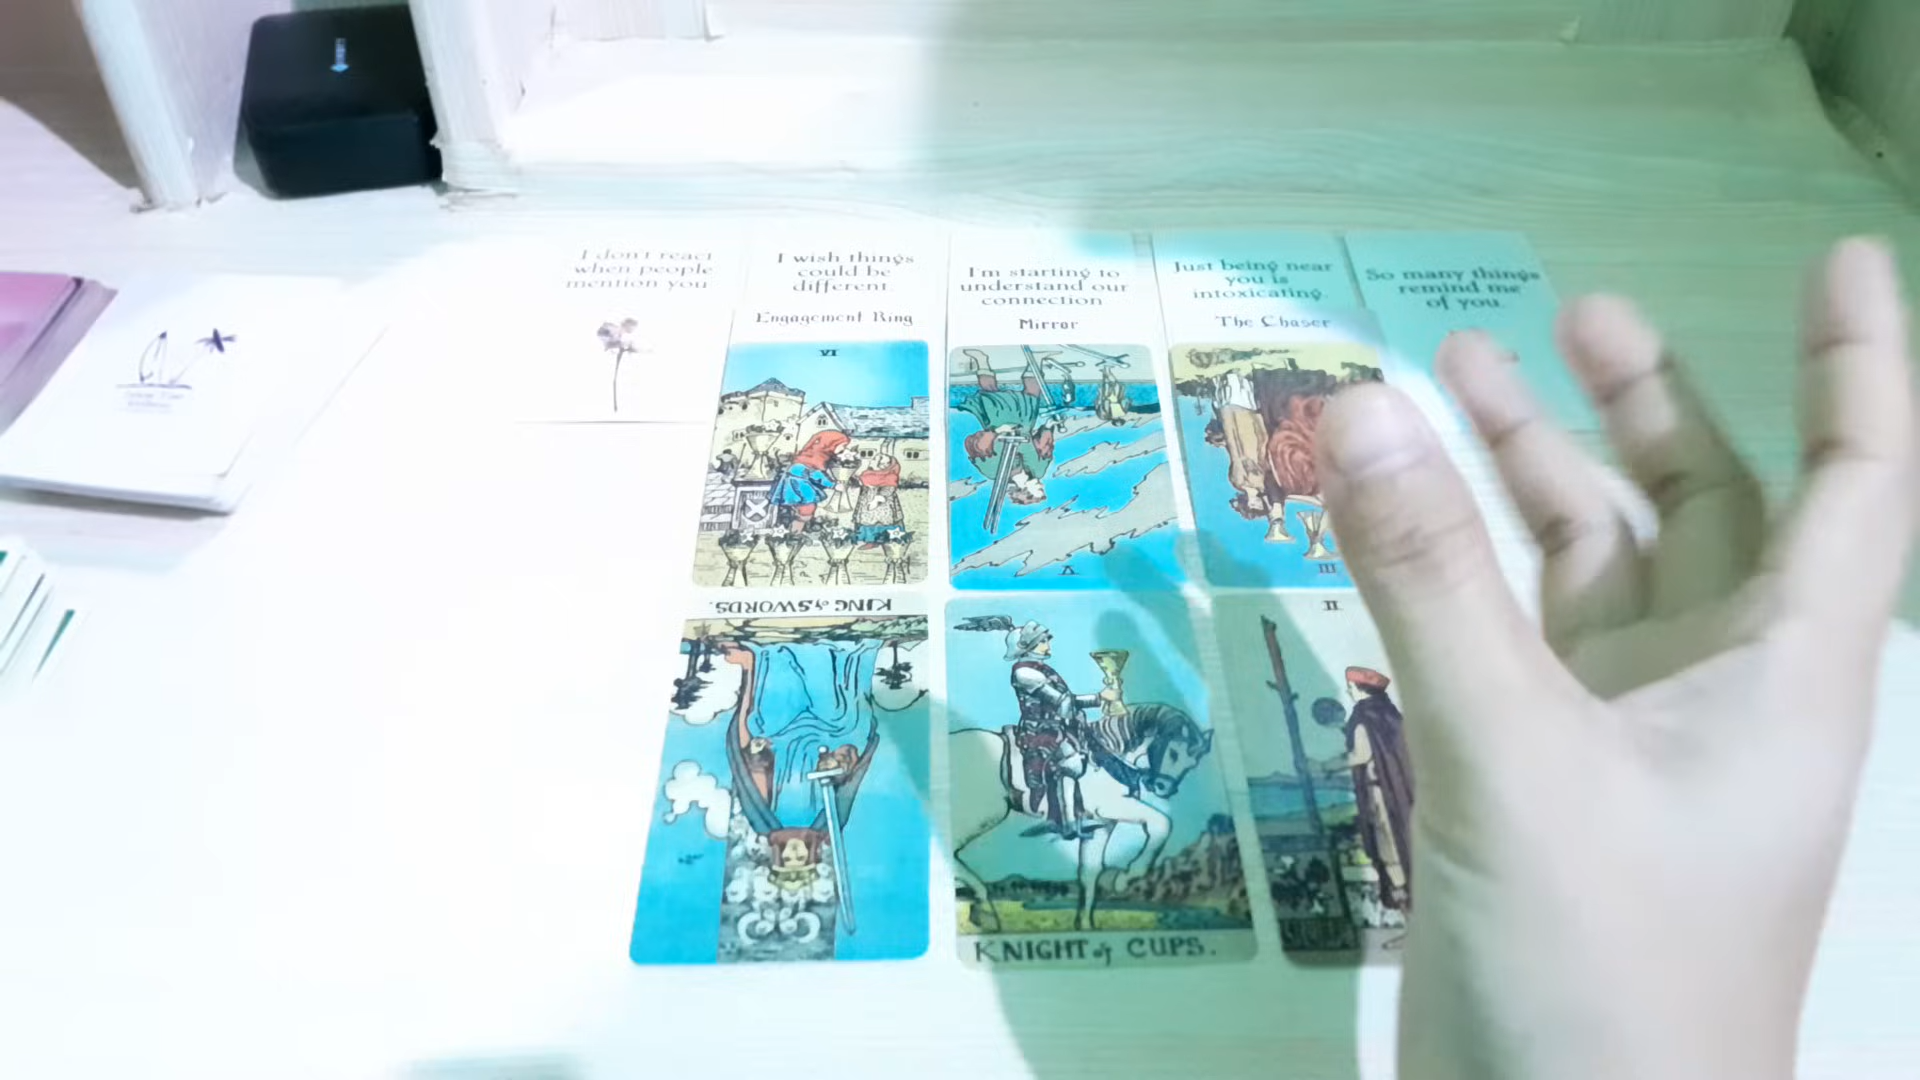 I don't react
when people
mention you
I wish things
could be
different.
Engagement Ring
I'm starting to
understand our
connection
Mirror
Just being near
you is
intoxicating.
The Chaser
So many things
remind me
of you.
VI
V
III
KING of SWORDS.
II
KNIGHT of CUPS.